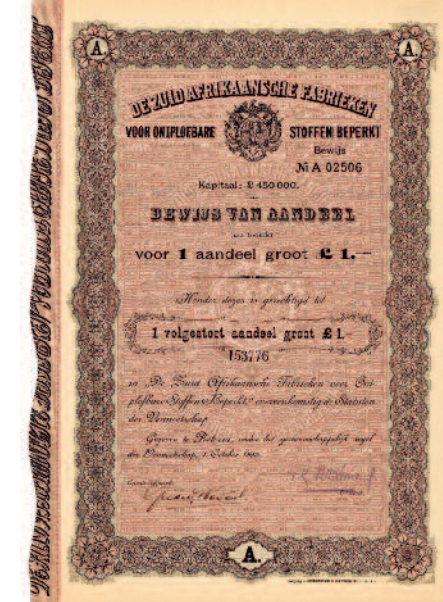 A.
A.
DE ZUID AFRIKAANSCHE FABRIEKEN
VOOR ONTPLOFBARE STOFFEN BEPERKT
Bewijs
№ A 02506
Kapitaal: £ 450 000.
BEWIJS VAN AANDEEL
aan toonder
voor 1 aandeel groot £ 1.—
Houder dezes is gerechtigd tot
1 volgestort aandeel groot £ 1.
153776
in "De Zuid Afrikaansche Fabrieken voor Ont-
plofbare Stoffen Beperkt" overeenkomstig de Statuten
der Vennootschap.
Gegeven te Pretoria, onder het gemeenschappelijk zegel
der Vennootschap, 1 October
A.